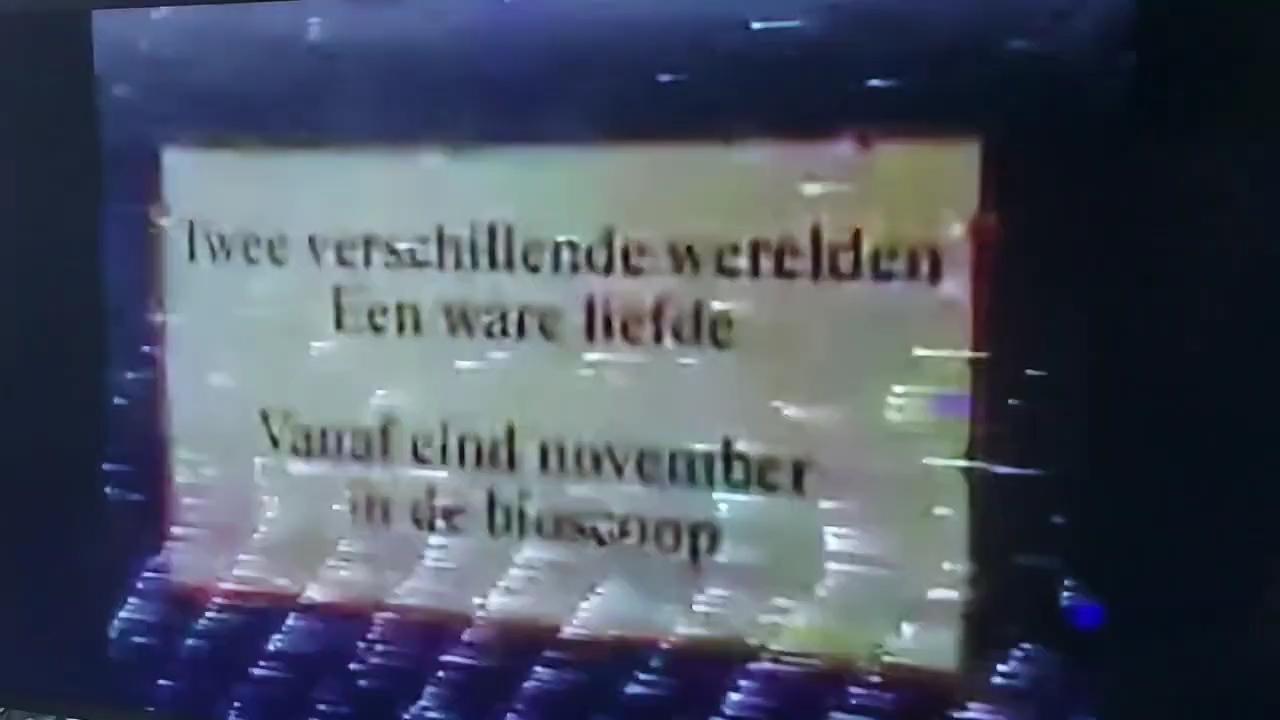 Twee verschillende werelden
Een ware liefde
Vanaf eind november
in de bioscoop